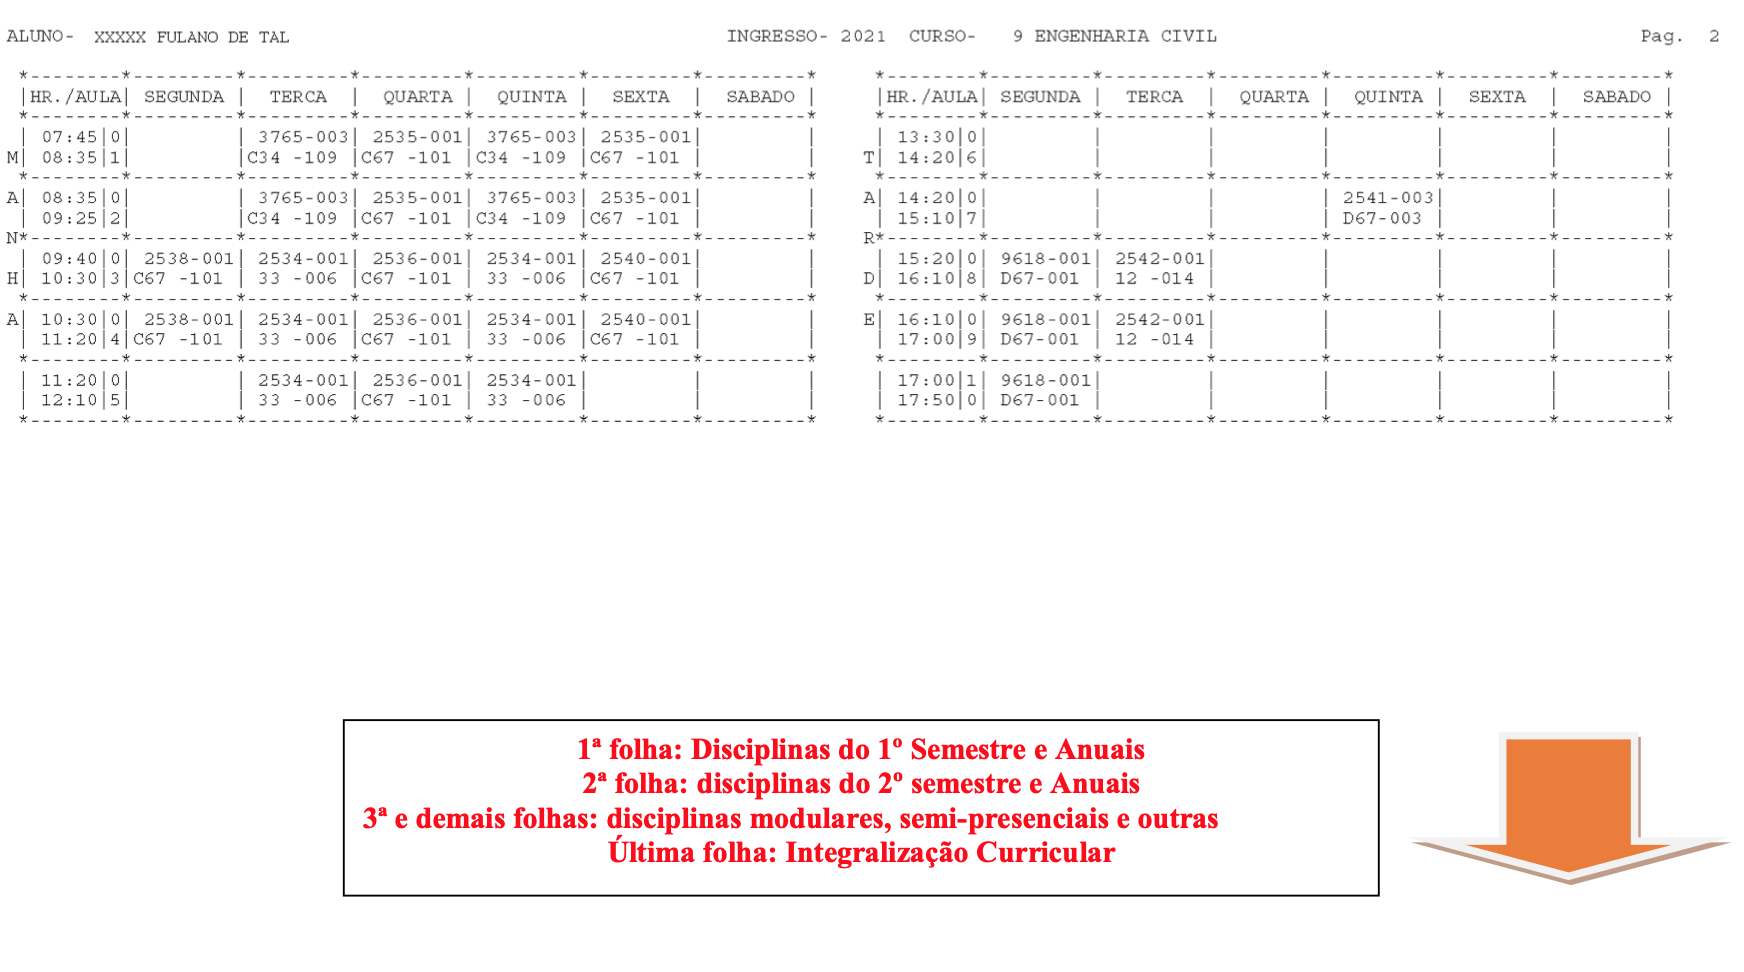 ALUNO- XXXXX FULANO DE TAL INGRESSO- 2021 CURSO- 9 ENGENHARIA CIVIL Pag. 2
*--------*---------*---------*---------*---------*---------*---------* *--------*---------*---------*---------*---------*---------*---------*
|HR./AULA| SEGUNDA | TERCA | QUARTA | QUINTA | SEXTA | SABADO | |HR./AULA| SEGUNDA | TERCA | QUARTA | QUINTA | SEXTA | SABADO |
*--------*---------*---------*---------*---------*---------*---------* *--------*---------*---------*---------*---------*---------*---------*
| 07:45|0| | 3765-003| 2535-001| 3765-003| 2535-001| | | 13:30|0| | | | | | |
M| 08:35|1| |C34 -109 |C67 -101 |C34 -109 |C67 -101 | | T| 14:20|6| | | | | | |
*--------*---------*---------*---------*---------*---------*---------* *--------*---------*---------*---------*---------*---------*---------*
A| 08:35|0| | 3765-003| 2535-001| 3765-003| 2535-001| | A| 14:20|0| | | | 2541-003| | |
| 09:25|2| |C34 -109 |C67 -101 |C34 -109 |C67 -101 | | | 15:10|7| | | | D67-003 | | |
N*--------*---------*---------*---------*---------*---------*---------* R*--------*---------*---------*---------*---------*---------*---------*
| 09:40|0| 2538-001| 2534-001| 2536-001| 2534-001| 2540-001| | | 15:20|0| 9618-001| 2542-001| | | | |
H| 10:30|3|C67 -101 | 33 -006 |C67 -101 | 33 -006 |C67 -101 | | D| 16:10|8| D67-001 | 12 -014 | | | | |
*--------*---------*---------*---------*---------*---------*---------* *--------*---------*---------*---------*---------*---------*---------*
A| 10:30|0| 2538-001| 2534-001| 2536-001| 2534-001| 2540-001| | E| 16:10|0| 9618-001| 2542-001| | | | |
| 11:20|4|C67 -101 | 33 -006 |C67 -101 | 33 -006 |C67 -101 | | | 17:00|9| D67-001 | 12 -014 | | | | |
*--------*---------*---------*---------*---------*---------*---------* *--------*---------*---------*---------*---------*---------*---------*
| 11:20|0| | 2534-001| 2536-001| 2534-001| | | | 17:00|1| 9618-001| | | | | |
| 12:10|5| | 33 -006 |C67 -101 | 33 -006 | | | | 17:50|0| D67-001 | | | | | |
*--------*---------*---------*---------*---------*---------*---------* *--------*---------*---------*---------*---------*---------*---------*
1ª folha: Disciplinas do 1º Semestre e Anuais
2ª folha: disciplinas do 2º semestre e Anuais
3ª e demais folhas: disciplinas modulares, semi-presenciais e outras
Última folha: Integralização Curricular